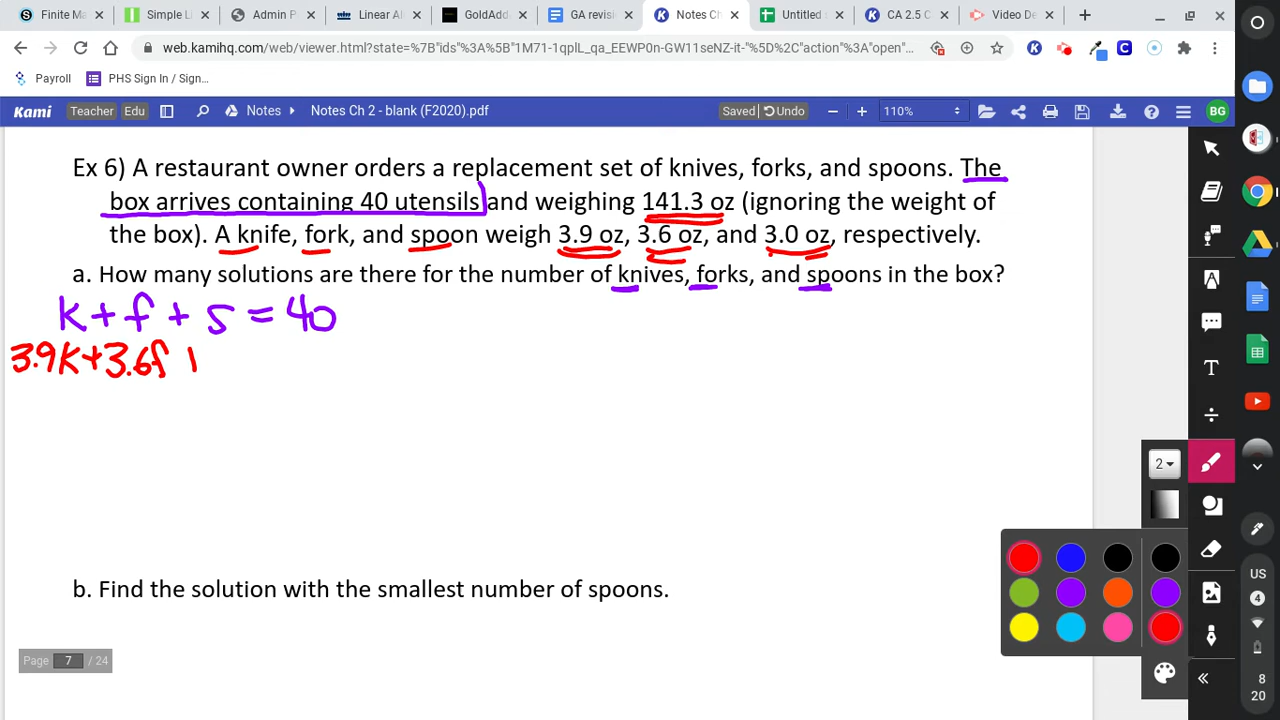 Finite Ma
Simple Li
Admin P
Linear Al
GoldAdd
GA revisi
Notes Ch
Untitled
CA 2.5 C
Video De
web.kamihq.com/web/viewer.html?state=%7B"ids"%3A%5B"1M71-1qplL_qa_EEWP0n-GW11seNZ-it-"%5D%2C"action"%3A"open"...
Payroll
PHS Sign In / Sign...
Kami
Teacher
Edu
Notes
Notes Ch 2 - blank (F2020).pdf
Saved
Undo
110%
BG
Ex 6) A restaurant owner orders a replacement set of knives, forks, and spoons. The
box arrives containing 40 utensils and weighing 141.3 oz (ignoring the weight of
the box). A knife, fork, and spoon weigh 3.9 oz, 3.6 oz, and 3.0 oz, respectively.
a. How many solutions are there for the number of knives, forks, and spoons in the box?
k + f + s = 40
3.9k+3.6f
b. Find the solution with the smallest number of spoons.
Page 7 / 24
2
US
4
8
20